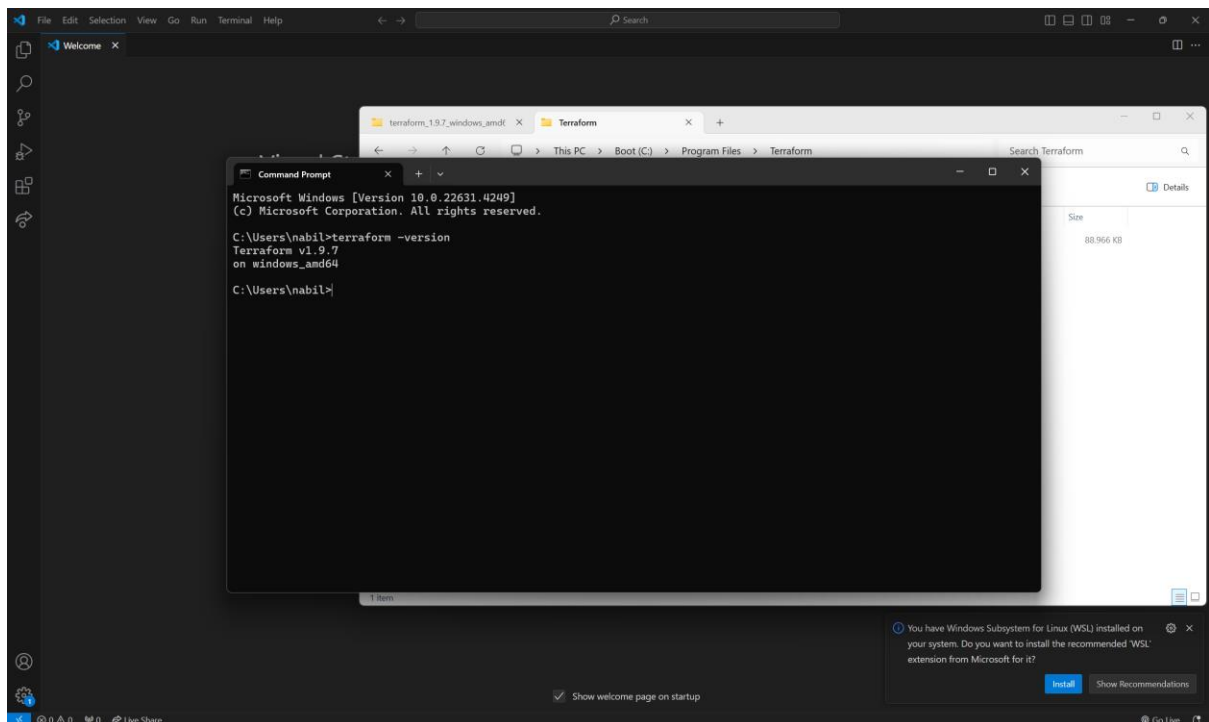 File Edit Selection View Go Run Terminal Help
Search
Welcome
terraform_1.9.7_windows_amd6
Terraform
This PC > Boot (C:) > Program Files > Terraform
Search Terraform
Command Prompt
Details
Microsoft Windows [Version 10.0.22631.4249]
(c) Microsoft Corporation. All rights reserved.
Size
C:\Users\nabil>terraform -version
88.966 KB
Terraform v1.9.7
on windows_amd64
C:\Users\nabil>
1 item
You have Windows Subsystem for Linux (WSL) installed on
your system. Do you want to install the recommended 'WSL'
extension from Microsoft for it?
Install Show Recommendations
Show welcome page on startup
0 0 0 Live Share
Go Live